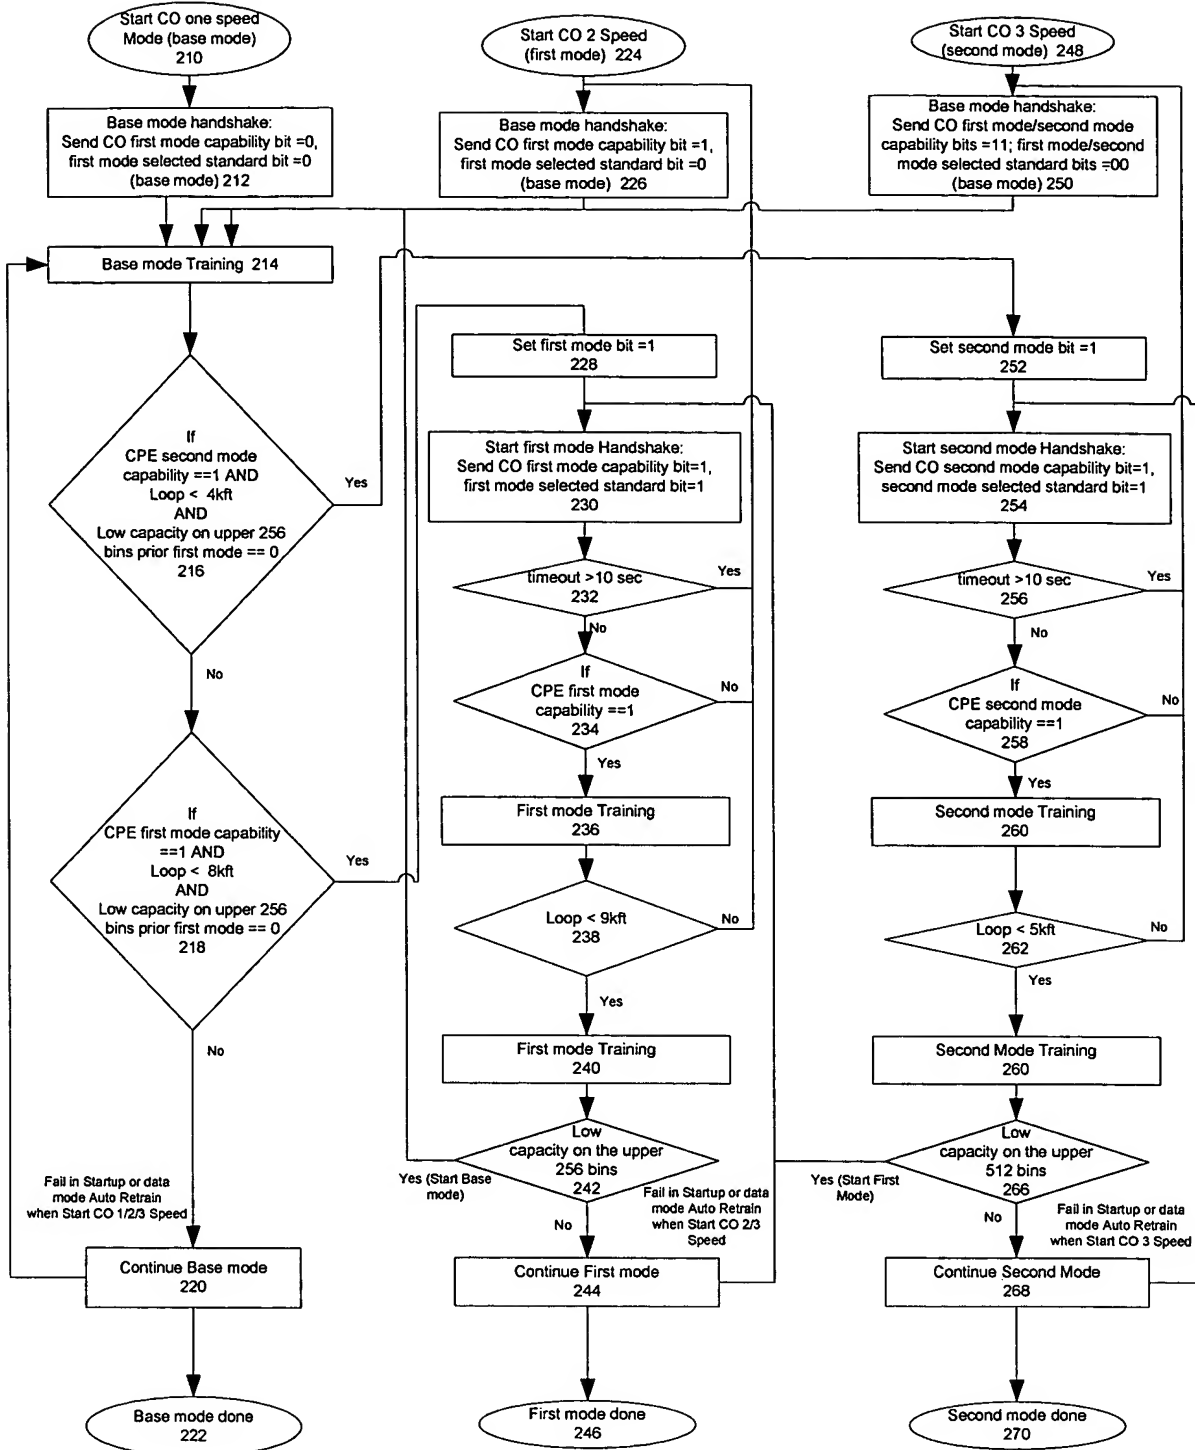 Start CO one speed
Mode (base mode)
210
Start CO 2 Speed
(first mode) 224
Start CO 3 Speed
(second mode) 248
Base mode handshake:
Send CO first mode capability bit =0,
first mode selected standard bit =0
(base mode) 212
Base mode handshake:
Send CO first mode capability bit =1,
first mode selected standard bit =0
(base mode) 226
Base mode handshake:
Send CO first mode/second mode
capability bits =11; first mode/second
mode selected standard bits =00
(base mode) 250
Base mode Training 214
Set first mode bit =1
228
Set second mode bit =1
252
If
CPE second mode
capability ==1 AND
Loop < 4kft
AND
Low capacity on upper 256
bins prior first mode == 0
216
Yes
No
Start first mode Handshake:
Send CO first mode capability bit=1,
first mode selected standard bit=1
230
Start second mode Handshake:
Send CO second mode capability bit=1,
second mode selected standard bit=1
254
timeout >10 sec
232
Yes
No
timeout >10 sec
256
Yes
No
If
CPE first mode
capability ==1
234
No
Yes
If
CPE second mode
capability ==1
258
No
Yes
If
CPE first mode capability
==1 AND
Loop < 8kft
AND
Low capacity on upper 256
bins prior first mode == 0
218
Yes
No
First mode Training
236
Second mode Training
260
Loop < 9kft
238
No
Yes
Loop < 5kft
262
No
Yes
First mode Training
240
Second Mode Training
260
Low
capacity on the upper
256 bins
242
Yes (Start Base
mode)
No
Low
capacity on the upper
512 bins
266
Yes (Start First
Mode)
No
Fail in Startup or data
mode Auto Retrain
when Start CO 1/2/3 Speed
Fail in Startup or data
mode Auto Retrain
when Start CO 2/3
Speed
Fail in Startup or data
mode Auto Retrain
when Start CO 3 Speed
Continue Base mode
220
Continue First mode
244
Continue Second Mode
268
Base mode done
222
First mode done
246
Second mode done
270